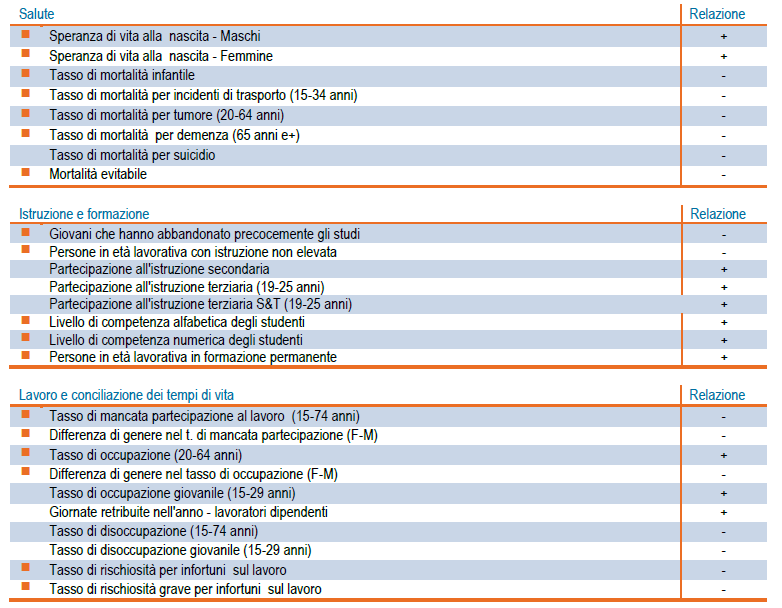 Salute Relazione
Speranza di vita alla nascita - Maschi +
Speranza di vita alla nascita - Femmine +
Tasso di mortalità infantile -
Tasso di mortalità per incidenti di trasporto (15-34 anni) -
Tasso di mortalità per tumore (20-64 anni) -
Tasso di mortalità per demenza (65 anni e+) -
Tasso di mortalità per suicidio -
Mortalità evitabile -
Istruzione e formazione Relazione
Giovani che hanno abbandonato precocemente gli studi -
Persone in età lavorativa con istruzione non elevata -
Partecipazione all'istruzione secondaria +
Partecipazione all'istruzione terziaria (19-25 anni) +
Partecipazione all'istruzione terziaria S&T (19-25 anni) +
Livello di competenza alfabetica degli studenti +
Livello di competenza numerica degli studenti +
Persone in età lavorativa in formazione permanente +
Lavoro e conciliazione dei tempi di vita Relazione
Tasso di mancata partecipazione al lavoro (15-74 anni) -
Differenza di genere nel t. di mancata partecipazione (F-M) -
Tasso di occupazione (20-64 anni) +
Differenza di genere nel tasso di occupazione (F-M) -
Tasso di occupazione giovanile (15-29 anni) +
Giornate retribuite nell'anno - lavoratori dipendenti +
Tasso di disoccupazione (15-74 anni) -
Tasso di disoccupazione giovanile (15-29 anni) -
Tasso di rischiosità per infortuni sul lavoro -
Tasso di rischiosità grave per infortuni sul lavoro -